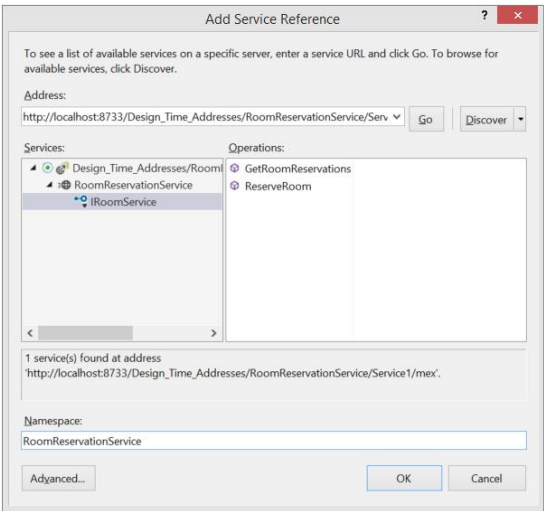 Add Service Reference
?
To see a list of available services on a specific server, enter a service URL and click Go. To browse for
available services, click Discover.
Address:
http://localhost:8733/Design_Time_Addresses/RoomReservationService/Serv
Go
Discover
Services:
Operations:
Design_Time_Addresses/Rooml
GetRoomReservations
RoomReservationService
ReserveRoom
IRoomService
1 service(s) found at address
'http://localhost:8733/Design_Time_Addresses/RoomReservationService/Service1/mex'.
Namespace:
RoomReservationService
Advanced...
OK
Cancel